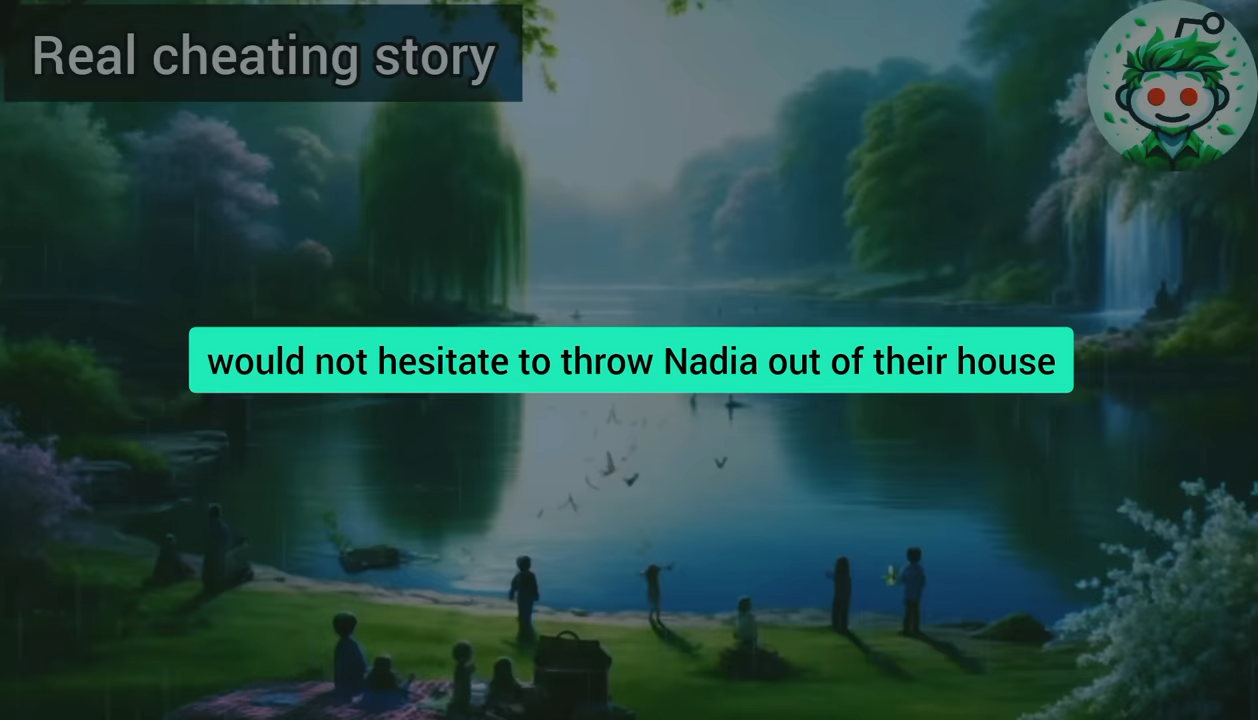 Real cheating story
would not hesitate to throw Nadia out of their house